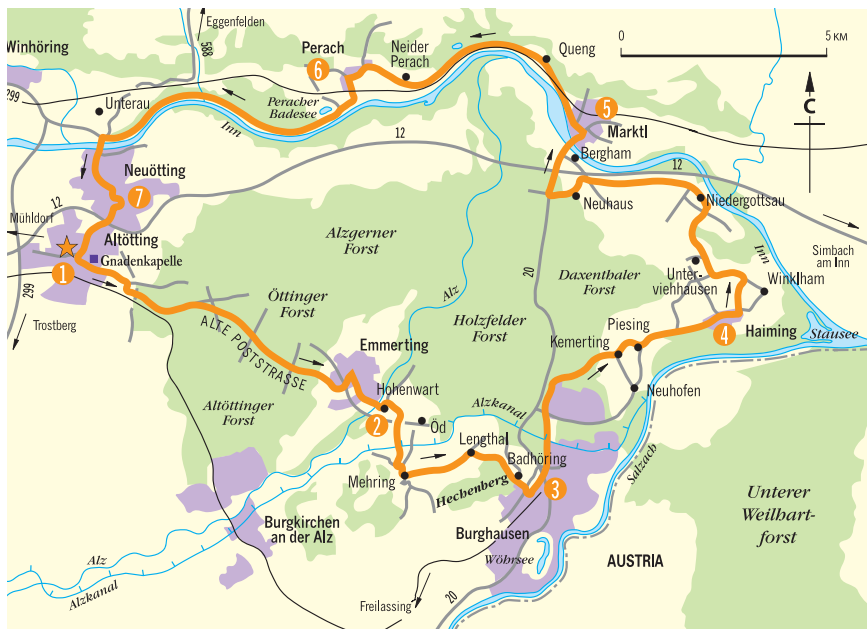 Eggenfelden
588
Winhöring
299
Unterau
Perach
6
Neider
Perach
Peracher
Badesee
Inn
Queng
0
5 KM
C
5
Marktl
Bergham
12
12
Neuötting
7
12
Mühldorf
Altötting
Gnadenkapelle
1
299
Trostberg
Neuhaus
Niedergottsau
Inn
Simbach
am Inn
Alzgerner
Forst
Alz
20
Daxenthaler
Forst
Unter-
viehhausen
Winklham
Öttinger
Forst
ALTE POSTSTRASSE
Holzfelder
Forst
Emmerting
Kemerting
Piesing
4
Haiming
Stausee
Hohenwart
2
Altöttinger
Forst
Öd
Alzkanal
Neuhofen
Lengthal
Badhöring
Salzach
Mehring
Hechenberg
3
Burgkirchen
an der Alz
Burghausen
Wöhrsee
Unterer
Weilhart-
forst
AUSTRIA
Alz
Alzkanal
20
Freilassing